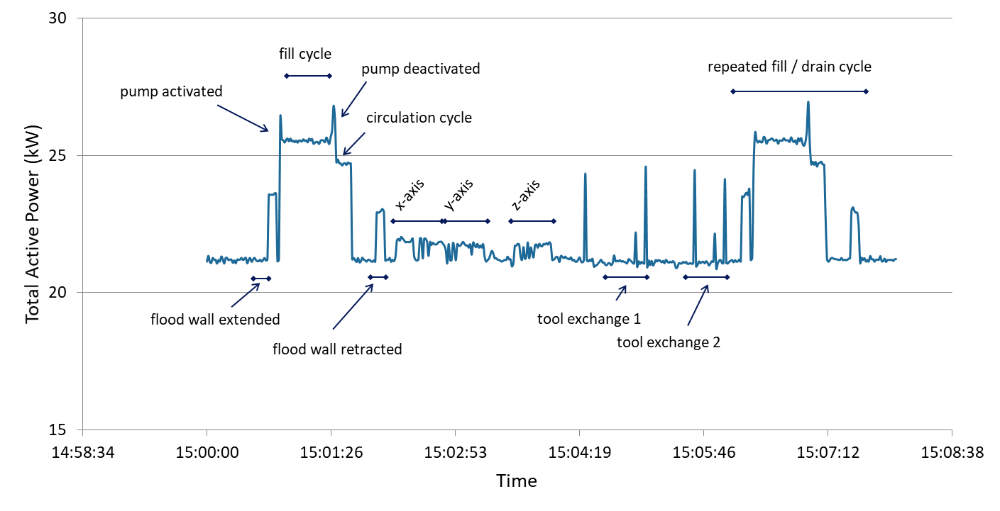 30
fill cycle
repeated fill / drain cycle
pump deactivated
pump activated
circulation cycle
25
x-axis
y-axis
z-axis
Total Active Power (kW)
20
flood wall extended
tool exchange 1
tool exchange 2
flood wall retracted
15
14:58:34
15:00:00
15:01:26
15:02:53
15:04:19
15:05:46
15:07:12
15:08:38
Time